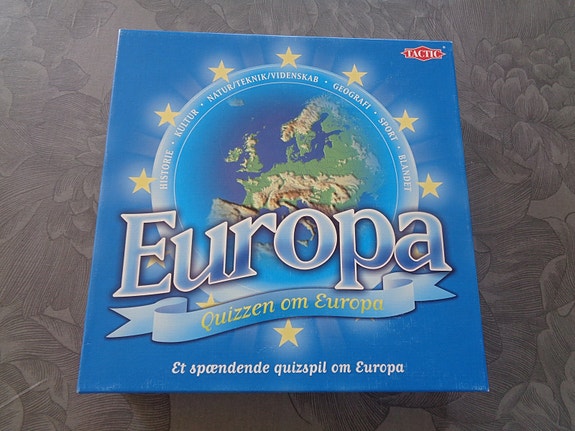 TACTIC
HISTORIE • KULTUR • NATUR/TEKNIK/VIDENSKAB • GEOGRAFI • SPORT • BLANDET
Europa
Quizzen om Europa
Et spændende quizspil om Europa